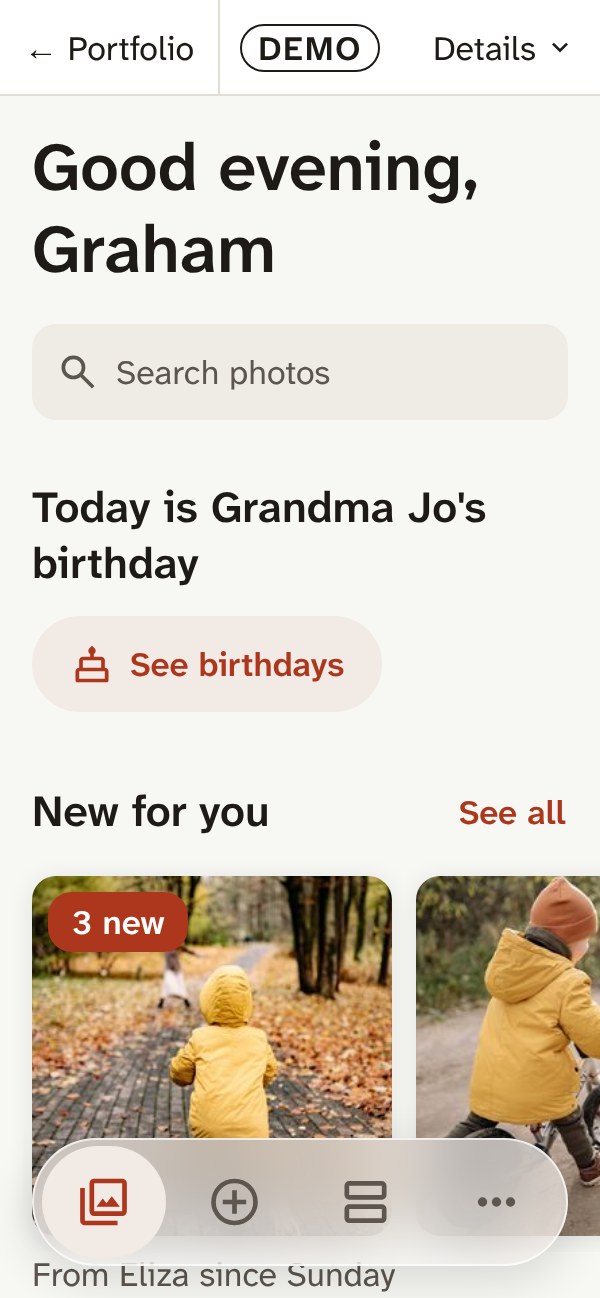 ← Portfolio
DEMO
Details
Good evening,
Graham
Search photos
Today is Grandma Jo's
birthday
See birthdays
New for you
See all
3 new
From Eliza since Sunday